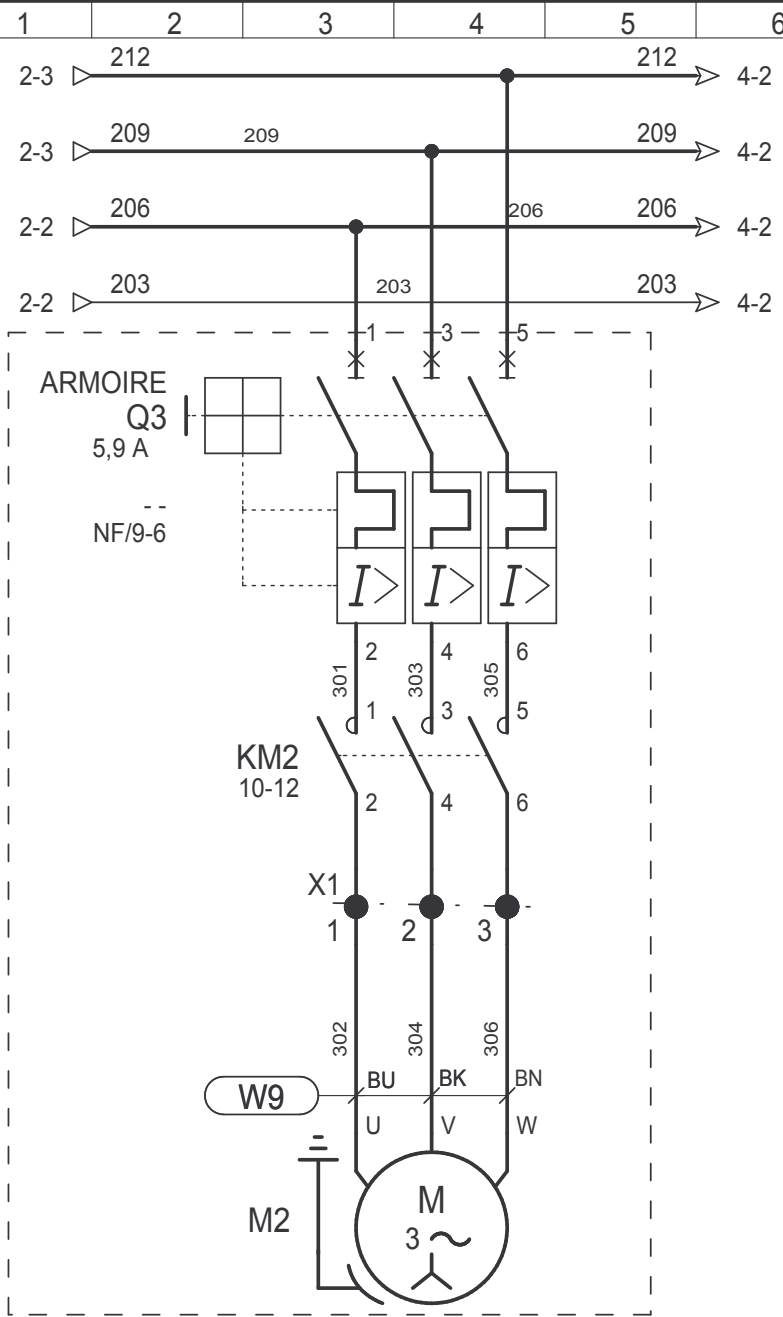 1 2 3 4 5 6
2-3 212 212 4-2
2-3 209 209 209 4-2
2-2 206 206 206 4-2
2-2 203 203 203 4-2
1 3 5
ARMOIRE
Q3
5,9 A
- -
NF/9-6
I> I> I>
2 4 6
301 303 305
1 3 5
KM2
10-12
2 4 6
X1
1 2 3
302 304 306
BU BK BN
W9
U V W
M2
M
3 ~